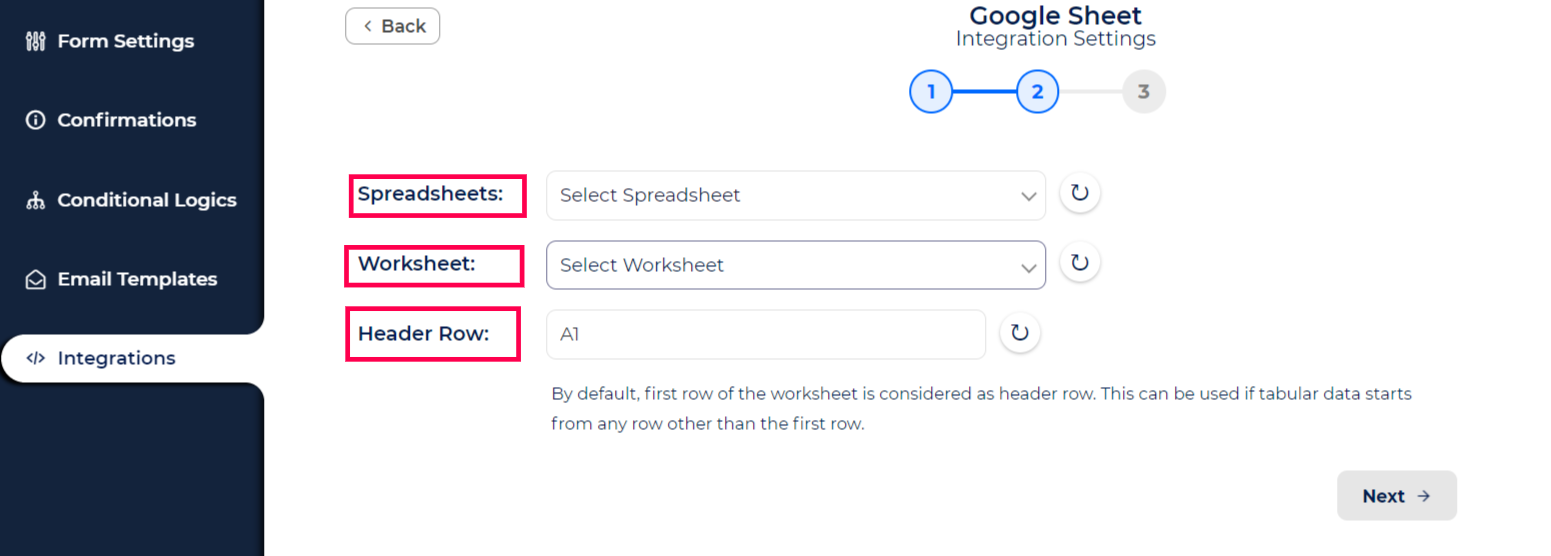 Form Settings
Confirmations
Conditional Logics
Email Templates
</> Integrations
Back
Google Sheet
Integration Settings
1
2
3
Spreadsheets:
Select Spreadsheet
Worksheet:
Select Worksheet
Header Row:
A1
By default, first row of the worksheet is considered as header row. This can be used if tabular data starts
from any row other than the first row.
Next